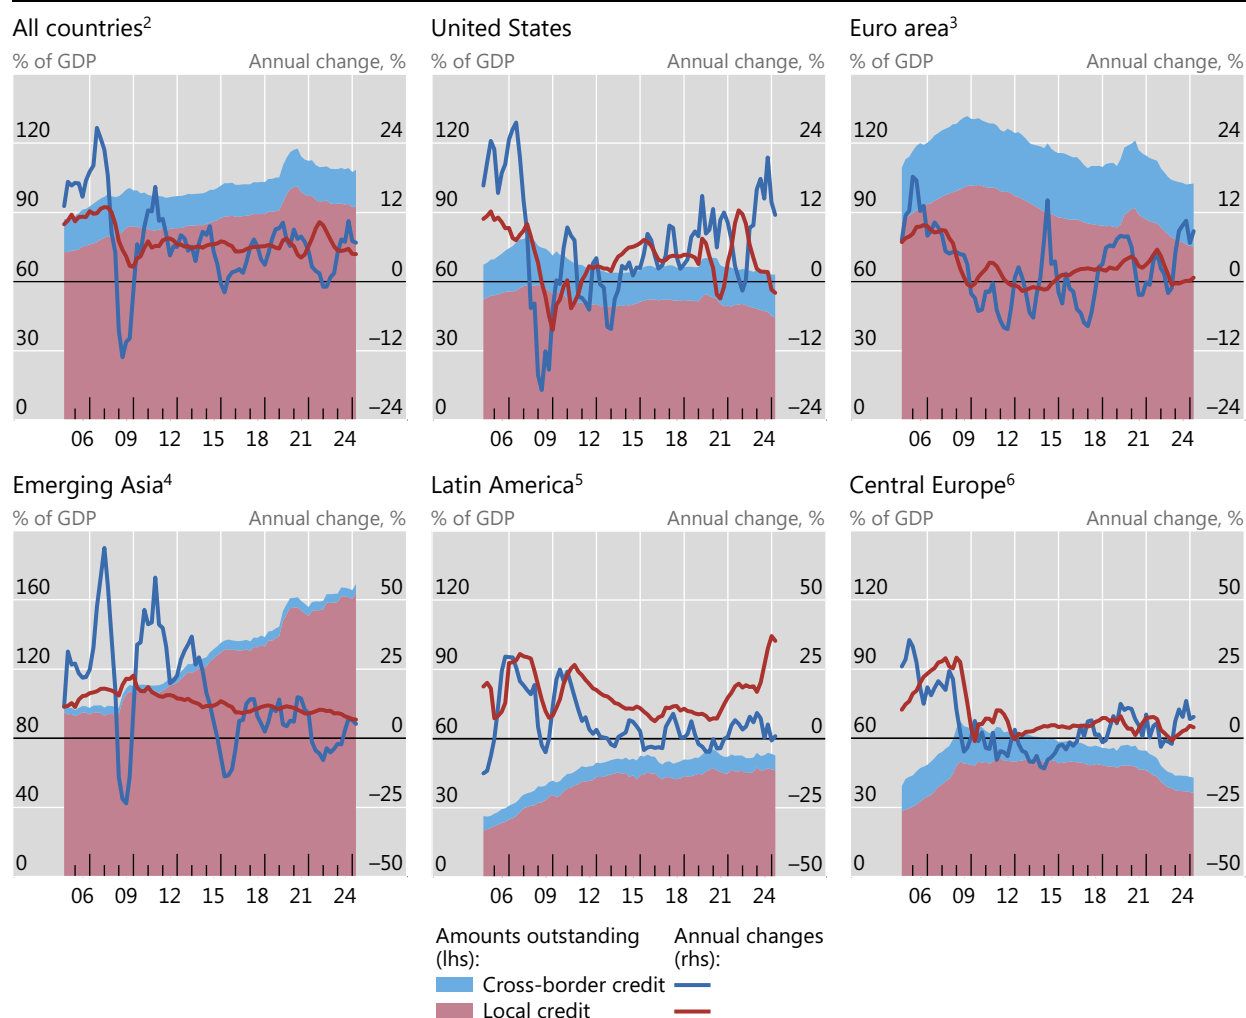 All countries²
United States
Euro area³
% of GDP Annual change, %
% of GDP Annual change, %
% of GDP Annual change, %
120 24
120 24
120 24
90 12
90 12
90 12
60 0
60 0
60 0
30 –12
30 –12
30 –12
0 –24
0 –24
0 –24
06 09 12 15 18 21 24
06 09 12 15 18 21 24
06 09 12 15 18 21 24
Emerging Asia⁴
Latin America⁵
Central Europe⁶
% of GDP Annual change, %
% of GDP Annual change, %
% of GDP Annual change, %
160 50
120 50
120 50
120 25
90 25
90 25
80 0
60 0
60 0
40 –25
30 –25
30 –25
0 –50
0 –50
0 –50
06 09 12 15 18 21 24
06 09 12 15 18 21 24
06 09 12 15 18 21 24
Amounts outstanding
(lhs):
Annual changes
(rhs):
Cross-border credit
Local credit